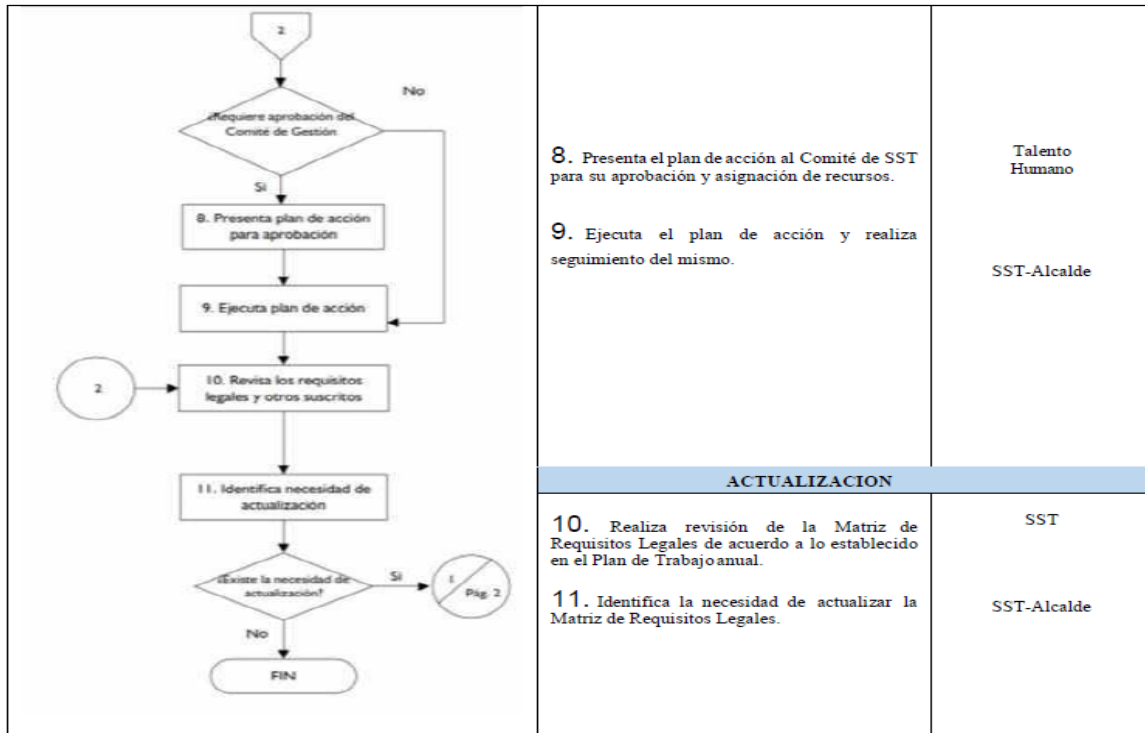 2
No
¿Requiere aprobación del
Comité de Gestión
Si
8. Presenta plan de acción
para aprobación
9. Ejecuta plan de acción
2
10. Revisa los requisitos
legales y otros suscritos
11. Identifica necesidad de
actualización
¿Existe la necesidad de
actualización?
Si
1
Pág. 2
No
FIN
8. Presenta el plan de acción al Comité de SST
para su aprobación y asignación de recursos.
9. Ejecuta el plan de acción y realiza
seguimiento del mismo.
Talento
Humano
SST-Alcalde
ACTUALIZACION
10. Realiza revisión de la Matriz de
Requisitos Legales de acuerdo a lo establecido
en el Plan de Trabajo anual.
11. Identifica la necesidad de actualizar la
Matriz de Requisitos Legales.
SST
SST-Alcalde